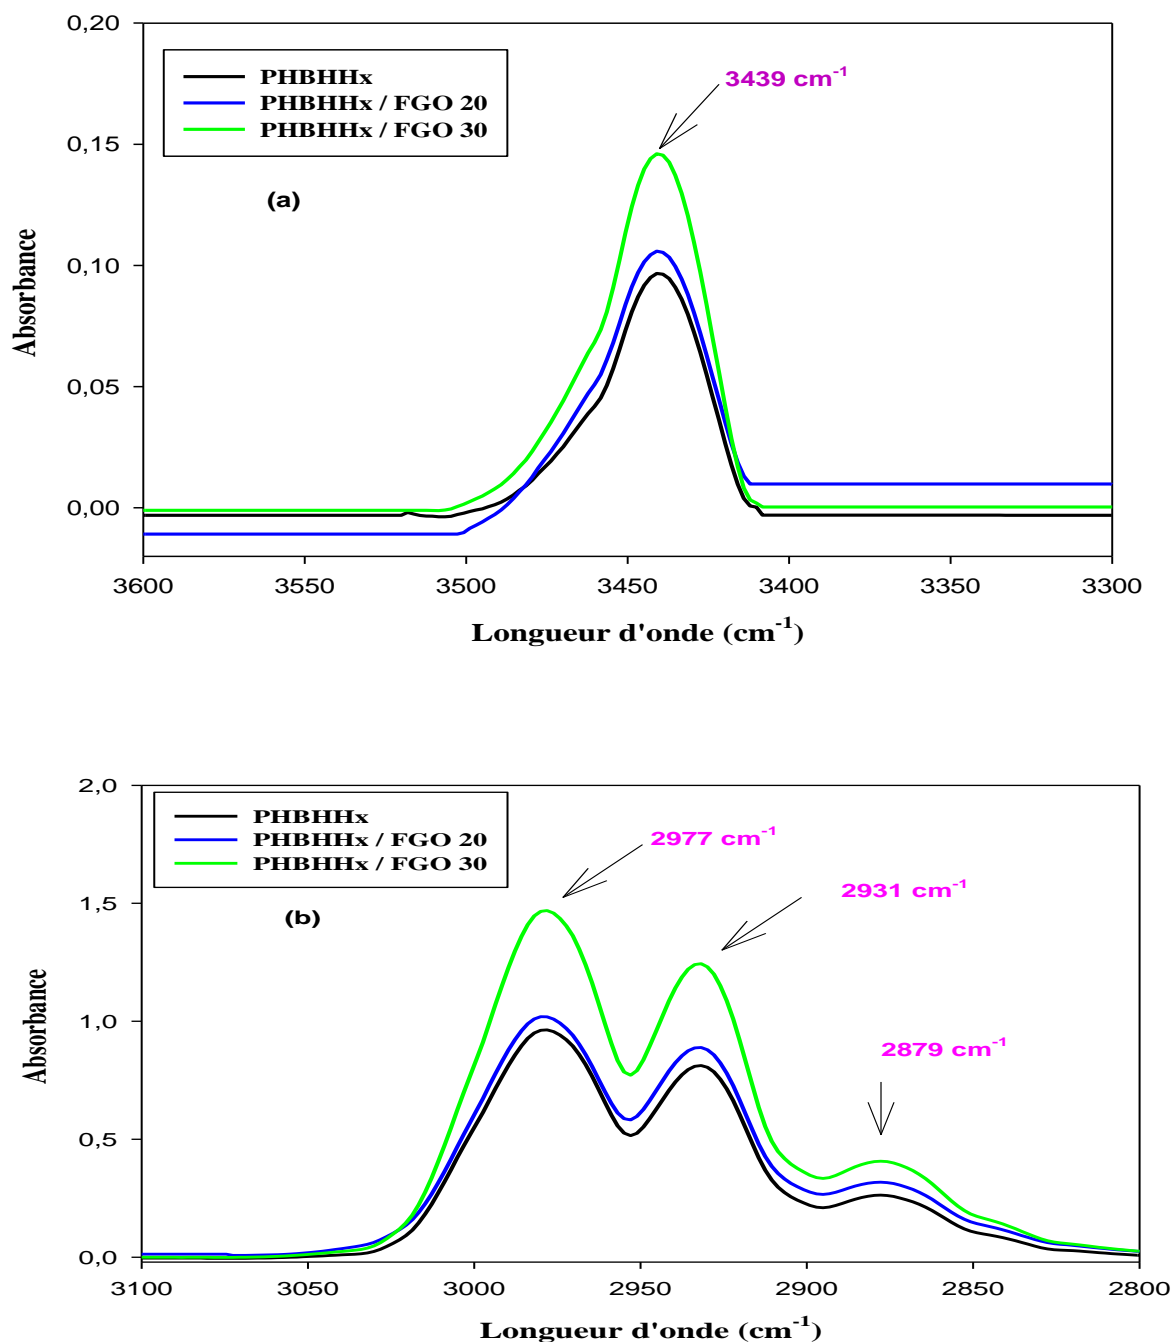 0,20
PHBHHx
PHBHHx / FGO 20
PHBHHx / FGO 30
3439 cm-1
0,15
(a)
0,10
Absorbance
0,05
0,00
3600 3550 3500 3450 3400 3350 3300
Longueur d'onde (cm-1)
2,0
PHBHHx
PHBHHx / FGO 20
PHBHHx / FGO 30
2977 cm-1
2931 cm-1
1,5
(b)
1,0
2879 cm-1
Absorbance
0,5
0,0
3100 3050 3000 2950 2900 2850 2800
Longueur d'onde (cm-1)